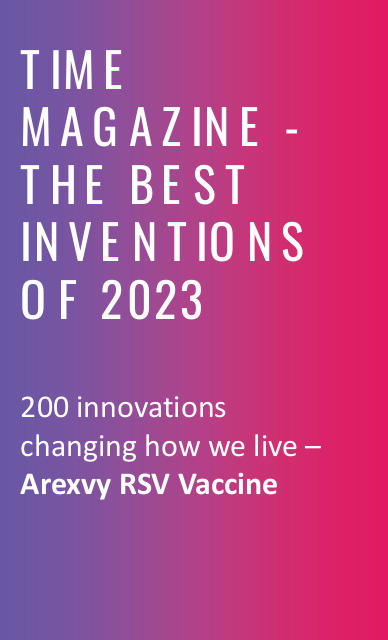 TIME
MAGAZINE -
THE BEST
INVENTIONS
OF 2023
200 innovations
changing how we live –
Arexvy RSV Vaccine